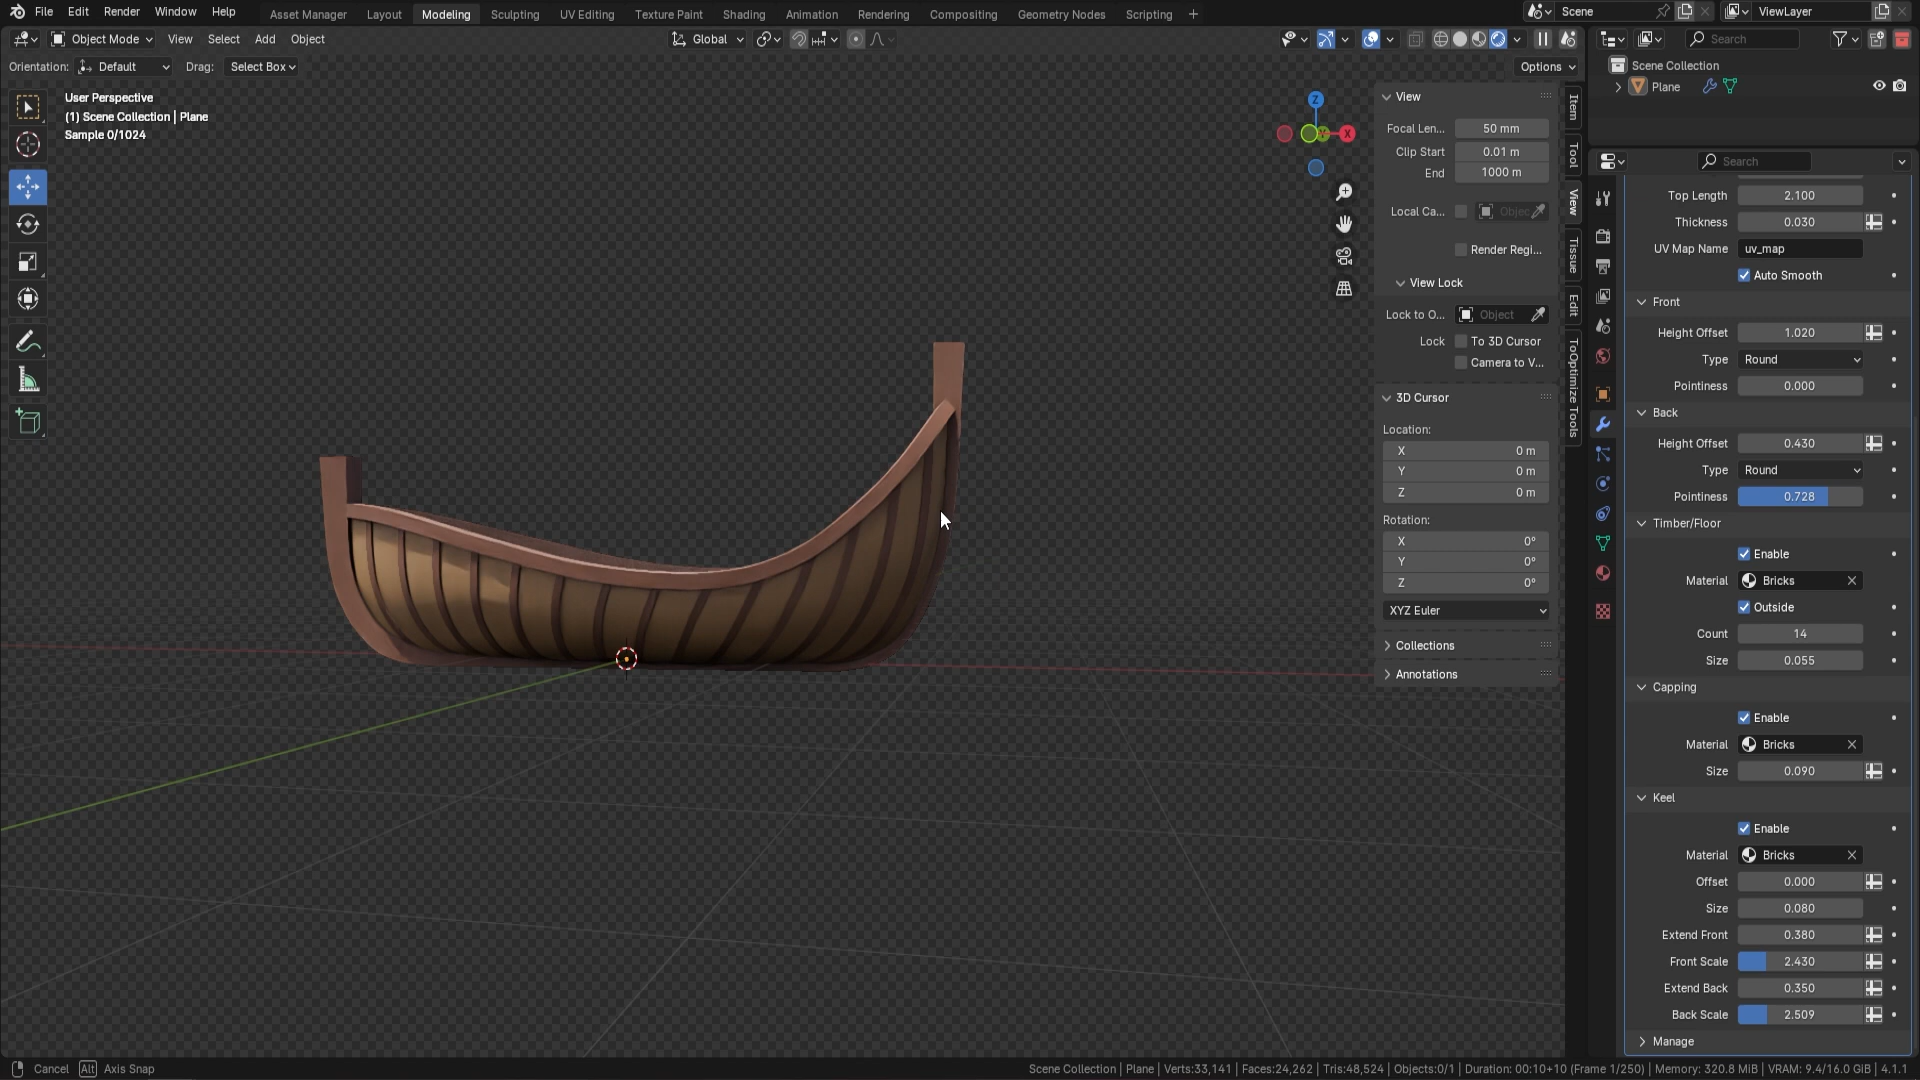 File Edit Render Window Help Asset Manager Layout Modeling Sculpting UV Editing Texture Paint Shading Animation Rendering Compositing Geometry Nodes Scripting + Scene ViewLayer
Object Mode View Select Add Object Global Search
Orientation: Default Drag: Select Box Options
User Perspective
(1) Scene Collection | Plane
Sample 0/1024
Z
X
View
Focal Len... 50 mm
Clip Start 0.01 m
End 1000 m
Local Ca... Objec
Render Regi...
View Lock
Lock to O... Object
Lock To 3D Cursor
Camera to V...
3D Cursor
Location:
X 0 m
Y 0 m
Z 0 m
Rotation:
X 0°
Y 0°
Z 0°
XYZ Euler
Collections
Annotations
Item
Tool
View
Tissue
Edit
ToOptimize Tools
Scene Collection
Plane
Search
Top Length 2.100
Thickness 0.030
UV Map Name uv_map
Auto Smooth
Front
Height Offset 1.020
Type Round
Pointiness 0.000
Back
Height Offset 0.430
Type Round
Pointiness 0.728
Timber/Floor
Enable
Material Bricks
Outside
Count 14
Size 0.055
Capping
Enable
Material Bricks
Size 0.090
Keel
Enable
Material Bricks
Offset 0.000
Size 0.080
Extend Front 0.380
Front Scale 2.430
Extend Back 0.350
Back Scale 2.509
Manage
Cancel Alt Axis Snap Scene Collection | Plane | Verts:33,141 | Faces:24,262 | Tris:48,524 | Objects:0/1 | Duration: 00:10+10 (Frame 1/250) | Memory: 320.8 MiB | VRAM: 9.4/16.0 GiB | 4.1.1